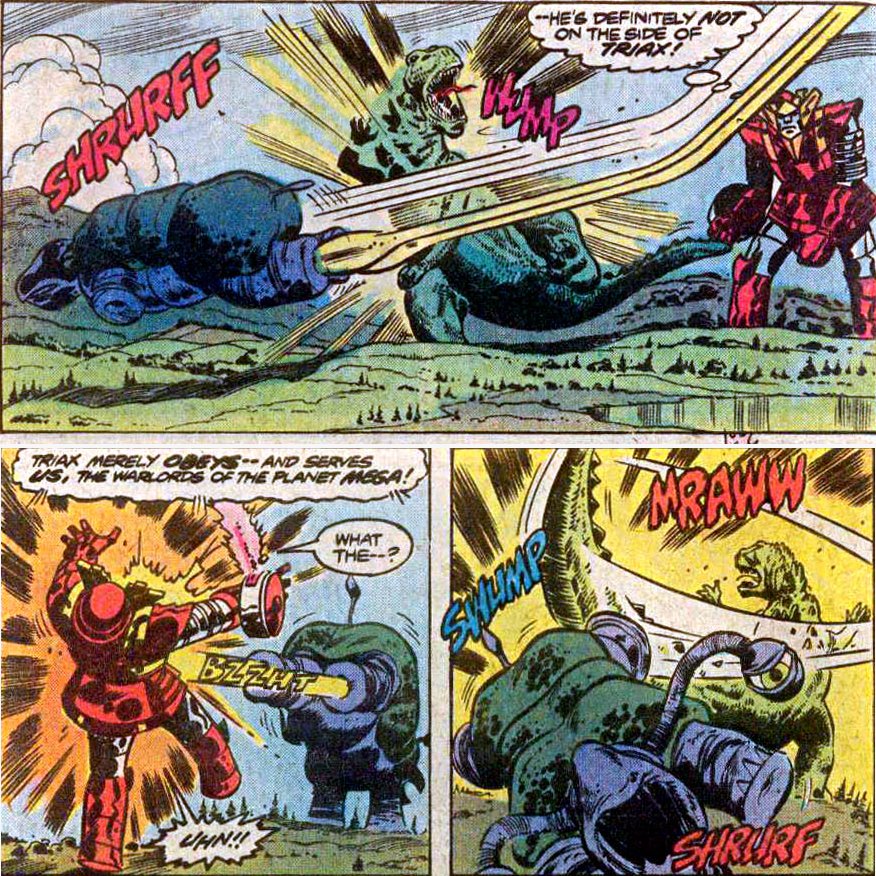 --HE'S DEFINITELY NOT
ON THE SIDE OF
TRIAX!
SHRURFF
WUMP
TRIAX MERELY OBEYS--AND SERVES
US, THE WARLORDS OF THE PLANET MEGA!
WHAT
THE--?
BZZHT
UHN!!
MRAWW
SHUMP
SHRURF